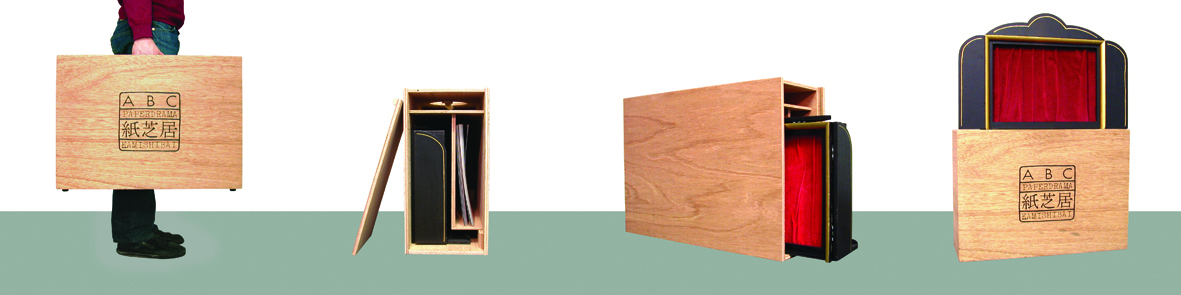 A B C
PAPERDRAMA
紙芝居
KAMISHIBAI
A B C
PAPERDRAMA
紙芝居
KAMISHIBAI